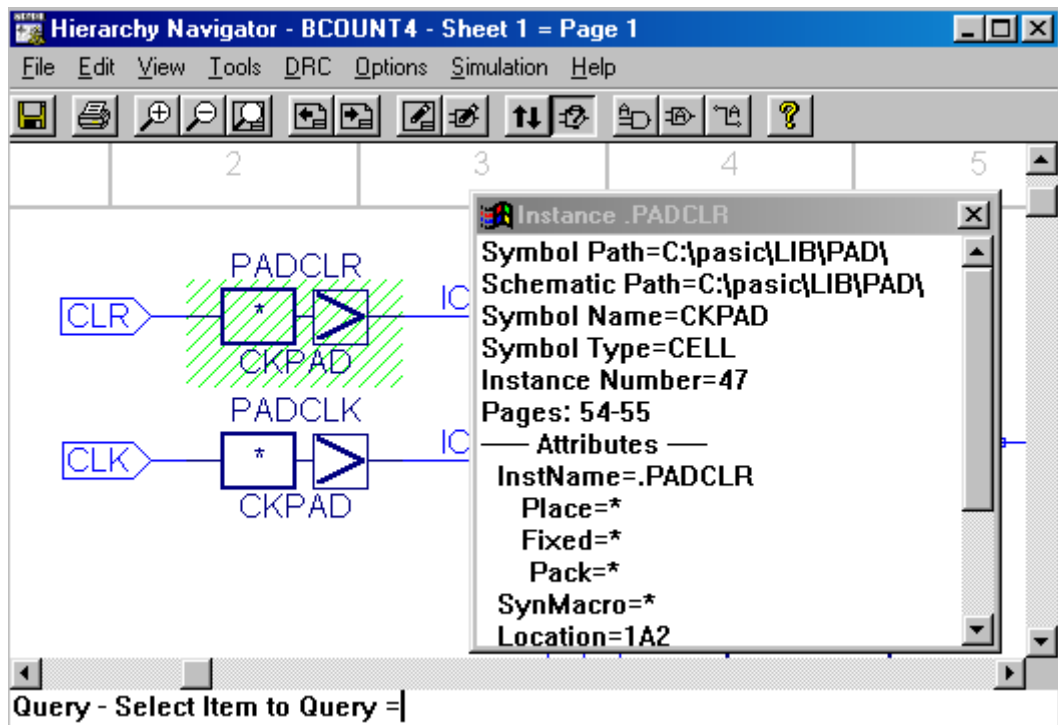 Hierarchy Navigator - BCOUNT4 - Sheet 1 = Page 1
File Edit View Tools DRC Options Simulation Help
2 3 4 5
PADCLR
CLR
*
IC
CKPAD
PADCLK
CLK
*
IC
CKPAD
Instance .PADCLR
Symbol Path=C:\pasic\LIB\PAD\
Schematic Path=C:\pasic\LIB\PAD\
Symbol Name=CKPAD
Symbol Type=CELL
Instance Number=47
Pages: 54-55
—— Attributes ——
InstName=.PADCLR
Place=*
Fixed=*
Pack=*
SynMacro=*
Location=1A2
Query - Select Item to Query =